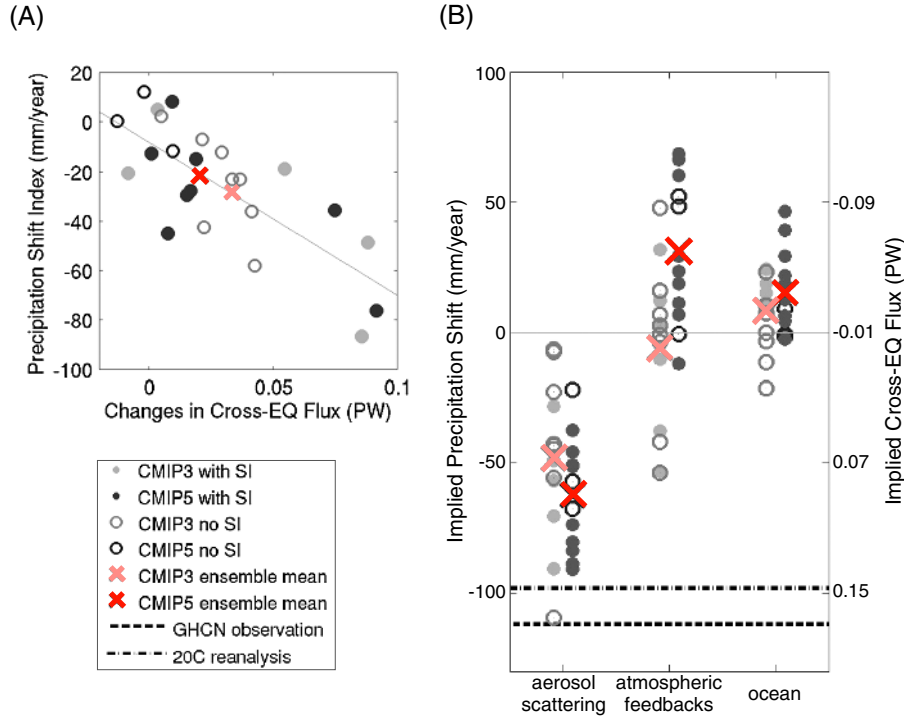 (A)
Precipitation Shift Index (mm/year)
20
0
-20
-40
-60
-80
-100
0
0.05
0.1
Changes in Cross-EQ Flux (PW)
CMIP3 with SI
CMIP5 with SI
CMIP3 no SI
CMIP5 no SI
CMIP3 ensemble mean
CMIP5 ensemble mean
GHCN observation
20C reanalysis
(B)
Implied Precipitation Shift (mm/year)
100
50
0
-50
-100
-0.09
-0.01
0.07
0.15
Implied Cross-EQ Flux (PW)
aerosol
scattering
atmospheric
feedbacks
ocean